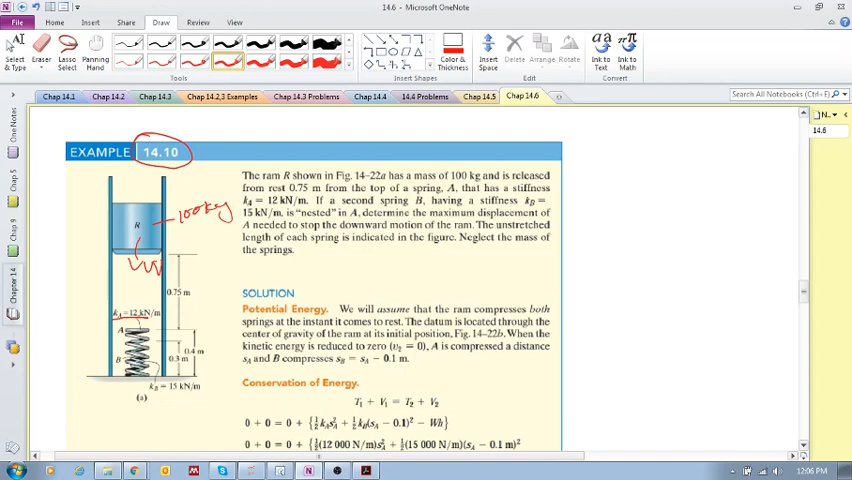 14.6 - Microsoft OneNote
File
Home
Insert
Share
Draw
Review
View
Select & Type
Eraser
Lasso Select
Panning Hand
Color & Thickness
Insert Space
Delete
Arrange
Rotate
Ink to Text
Ink to Math
Tools
Insert Shapes
Edit
Convert
Chap 14.1
Chap 14.2
Chap 14.3
Chap 14.2,3 Examples
Chap 14.3 Problems
Chap 14.4
14.4 Problems
Chap 14.5
Chap 14.6
Search All Notebooks (Ctrl+E)
N..
14.6
One Notes
Chap 5
Chap 9
Chapter 14
EXAMPLE 14.10
The ram R shown in Fig. 14–22a has a mass of 100 kg and is released
from rest 0.75 m from the top of a spring, A, that has a stiffness
kA = 12 kN/m. If a second spring B, having a stiffness kB =
15 kN/m, is “nested” in A, determine the maximum displacement of
A needed to stop the downward motion of the ram. The unstretched
length of each spring is indicated in the figure. Neglect the mass of
the springs.
R
100kg
W
0.75 m
kA = 12 kN/m
A
B
0.3 m
0.4 m
kB = 15 kN/m
(a)
SOLUTION
Potential Energy. We will assume that the ram compresses both
springs at the instant it comes to rest. The datum is located through the
center of gravity of the ram at its initial position, Fig. 14–22b. When the
kinetic energy is reduced to zero (v2 = 0), A is compressed a distance
sA and B compresses sB = sA − 0.1 m.
Conservation of Energy.
T1 + V1 = T2 + V2
0 + 0 = 0 + {½kAsA² + ½kB(sA − 0.1)² − Wh}
0 + 0 = 0 + {½(12 000 N/m)sA² + ½(15 000 N/m)(sA − 0.1 m)²
12:06 PM